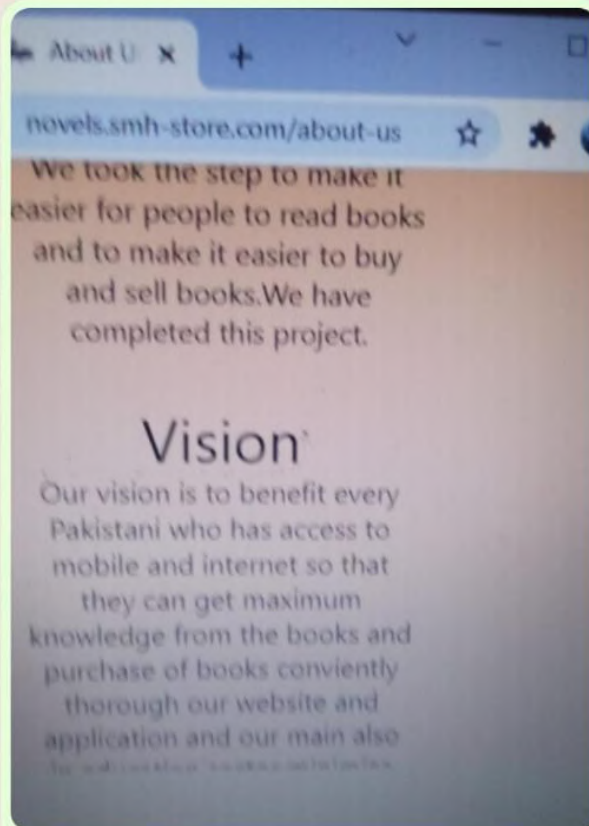 About U
novels.smh-store.com/about-us
We took the step to make it
easier for people to read books
and to make it easier to buy
and sell books.We have
completed this project.
Vision
Our vision is to benefit every
Pakistani who has access to
mobile and internet so that
they can get maximum
knowledge from the books and
purchase of books conviently
thorough our website and
application and our main also